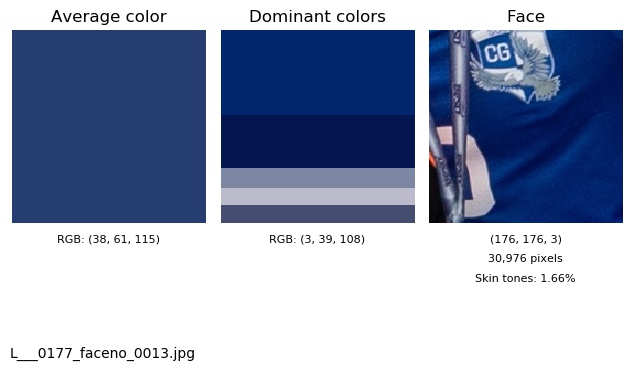 Average color
Dominant colors
Face
CG
RGB: (38, 61, 115)
RGB: (3, 39, 108)
(176, 176, 3)
30,976 pixels
Skin tones: 1.66%
L___0177_faceno_0013.jpg